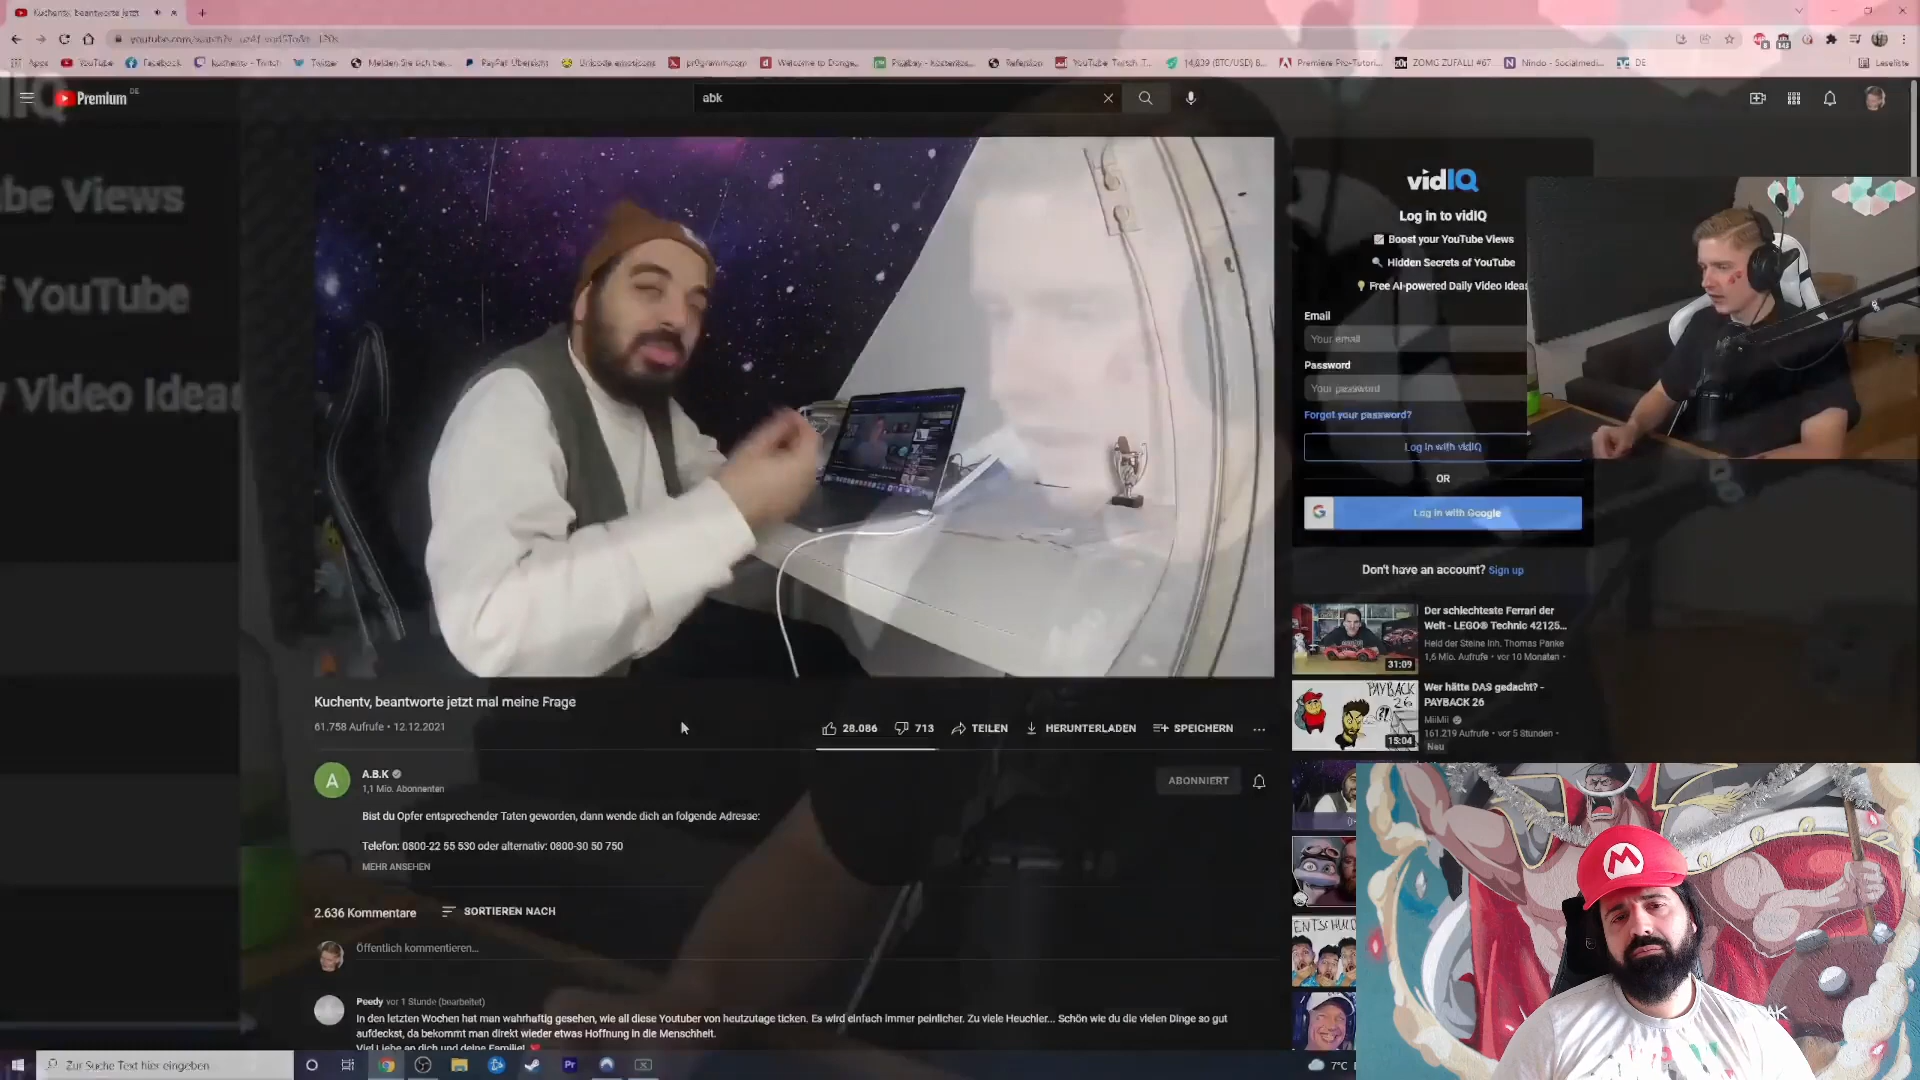 Kuchentv, beantworte jetzt
Apps YouTube Facebook kuchentv - Twitch Twitter Melden Sie sich bei... PayPal Übersicht Unicode emoticons pr0gramm.com Welcome to Donge... Pixabay - Kostenlos... Refersion YouTube Twitch T... 14,039 (BTC/USD) B... Premiere Pro-Tutori... ZOMG ZUFALL! #67... Nindo - Socialmedi... DE Leseliste
Premium DE
abk
be Views
f YouTube
Video Ideas
vidIQ
Log in to vidIQ
Boost your YouTube Views
Hidden Secrets of YouTube
Free AI-powered Daily Video Ideas
Email
Your email
Password
Your password
Forgot your password?
Log in with vidIQ
OR
Log in with Google
Don't have an account? Sign up
Der schlechteste Ferrari der
Welt - LEGO® Technic 42125...
Held der Steine Inh. Thomas Panke
1,6 Mio. Aufrufe • vor 10 Monaten •
31:09
Wer hätte DAS gedacht? -
PAYBACK 26
MiiMii
161.219 Aufrufe • vor 5 Stunden •
Neu
PAYBACK
26
15:04
Kuchentv, beantworte jetzt mal meine Frage
61.758 Aufrufe • 12.12.2021
28.086 713 TEILEN HERUNTERLADEN SPEICHERN
A
A.B.K
1,1 Mio. Abonnenten
ABONNIERT
Bist du Opfer entsprechender Taten geworden, dann wende dich an folgende Adresse:
Telefon: 0800-22 55 530 oder alternativ: 0800-30 50 750
MEHR ANSEHEN
2.636 Kommentare SORTIEREN NACH
Öffentlich kommentieren...
Peedy vor 1 Stunde (bearbeitet)
In den letzten Wochen hat man wahrhaftig gesehen, wie all diese Youtuber von heutzutage ticken. Es wird einfach immer peinlicher. Zu viele Heuchler... Schön wie du die vielen Dinge so gut
aufdeckst, da bekommt man direkt wieder etwas Hoffnung in die Menschheit.
Viel Liebe an dich und deine Familie!
ENTSCHULD
M
Zur Suche Text hier eingeben
7°C